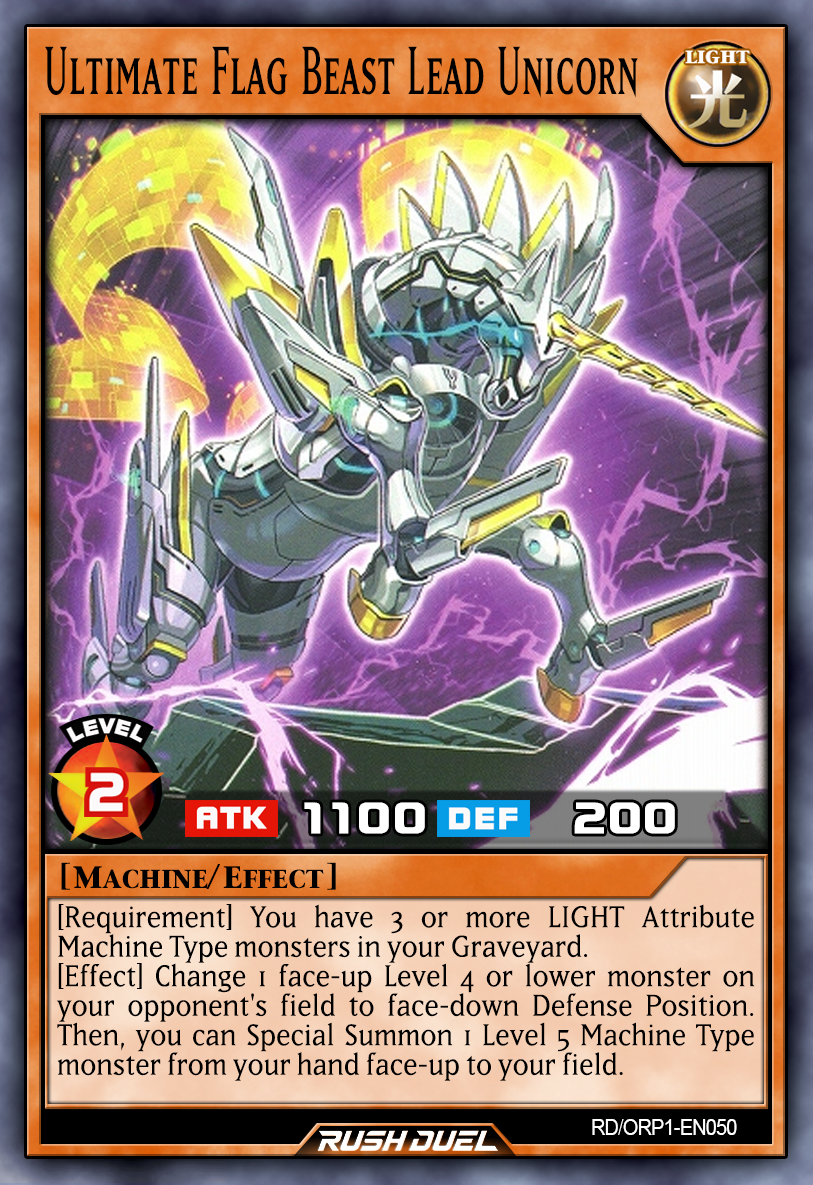 Ultimate Flag Beast Lead Unicorn
LIGHT
光
LEVEL
2
ATK 1100 DEF 200
[Machine/Effect]
[Requirement] You have 3 or more LIGHT Attribute
Machine Type monsters in your Graveyard.
[Effect] Change 1 face-up Level 4 or lower monster on
your opponent's field to face-down Defense Position.
Then, you can Special Summon 1 Level 5 Machine Type
monster from your hand face-up to your field.
RUSH DUEL
RD/ORP1-EN050